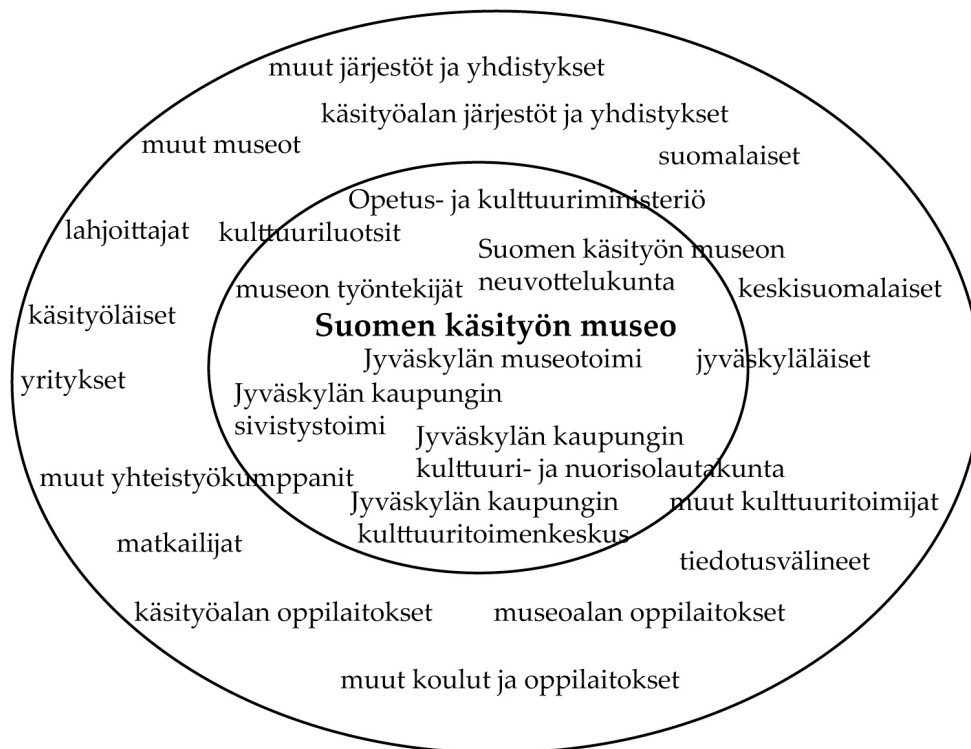 muut järjestöt ja yhdistykset
käsityöalan järjestöt ja yhdistykset
muut museot
suomalaiset
Opetus- ja kulttuuriministeriö
lahjoittajat
kulttuuriluotsit
Suomen käsityön museon
neuvottelukunta
museon työntekijät
keskisuomalaiset
käsityöläiset
Suomen käsityön museo
Jyväskylän museotoimi
jyväskyläläiset
yritykset
Jyväskylän kaupungin
sivistystoimi
Jyväskylän kaupungin
kulttuuri- ja nuorisolautakunta
muut yhteistyökumppanit
Jyväskylän kaupungin
kulttuuritoimenkeskus
muut kulttuuritoimijat
matkailijat
tiedotusvälineet
käsityöalan oppilaitokset
museoalan oppilaitokset
muut koulut ja oppilaitokset